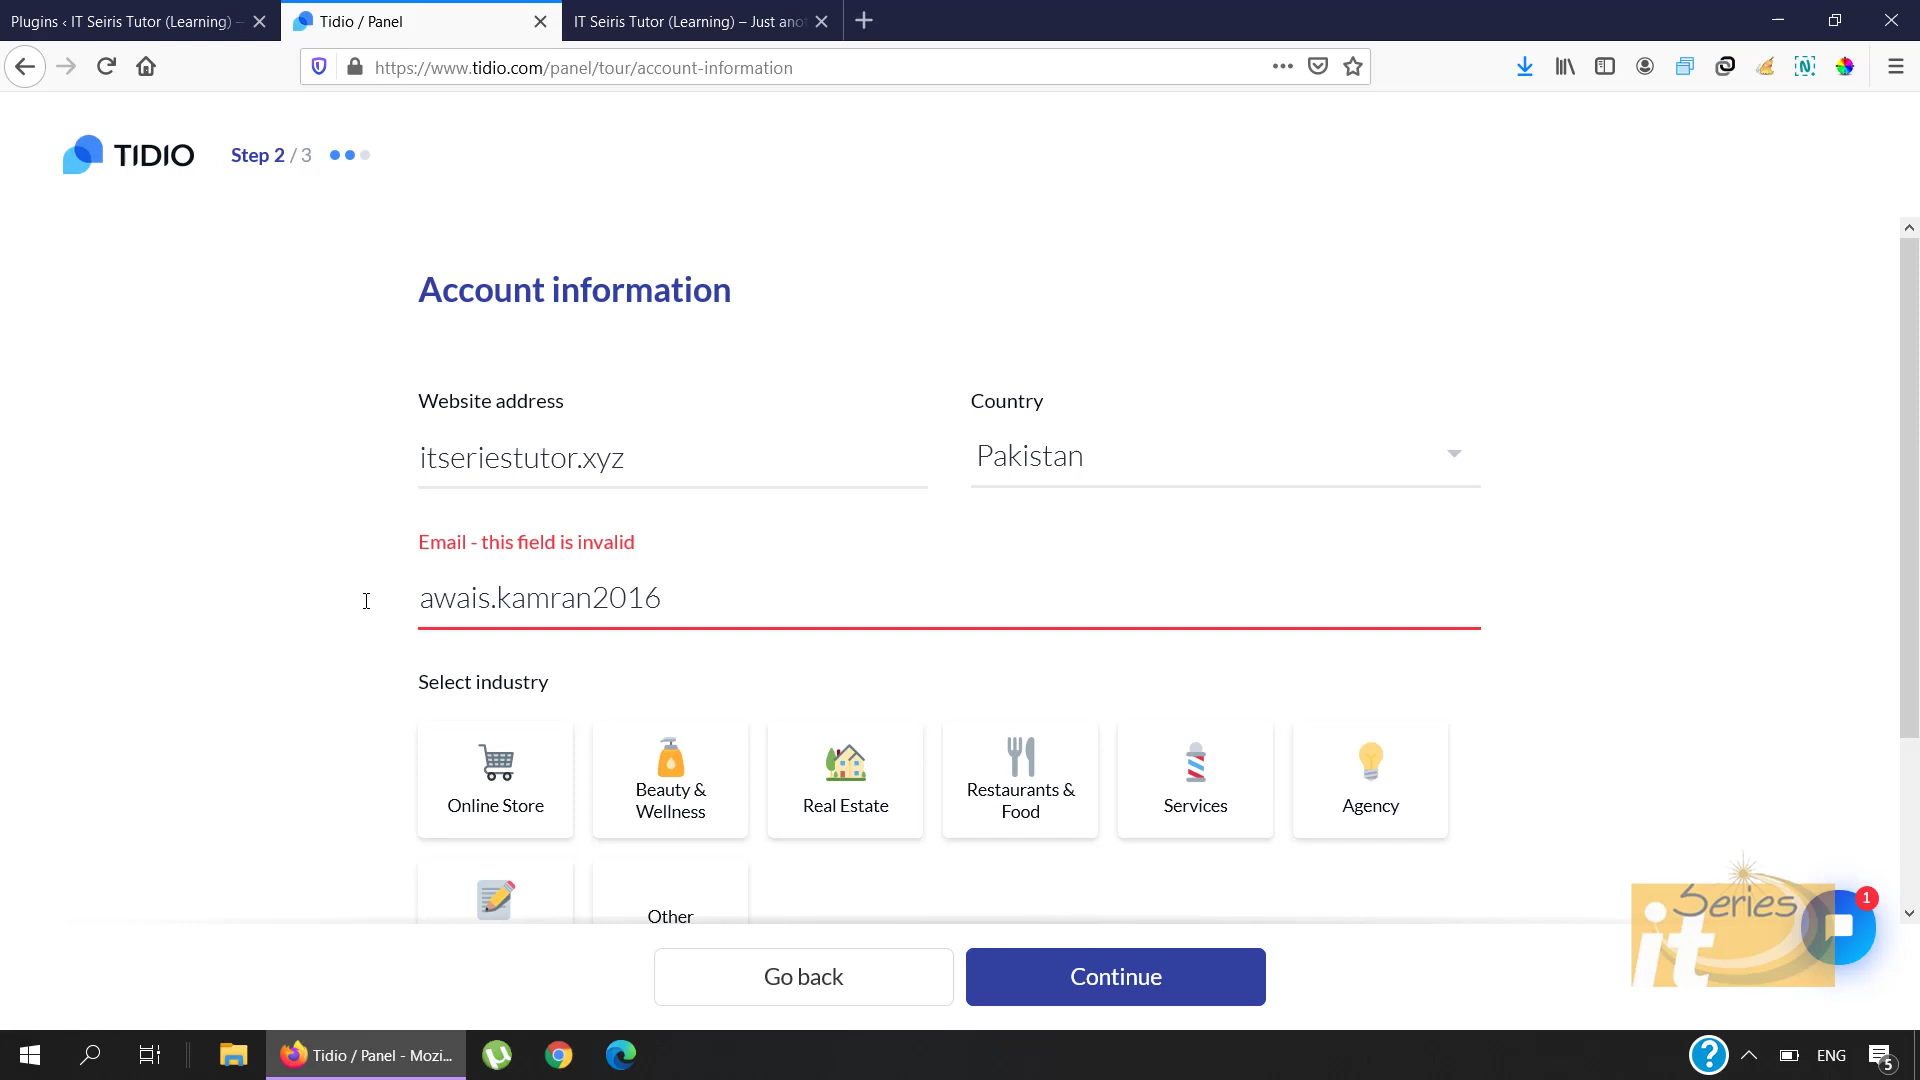 Plugins ‹ IT Seiris Tutor (Learning) –
Tidio / Panel
IT Seiris Tutor (Learning) – Just ano
https://www.tidio.com/panel/tour/account-information
TIDIO
Step 2 / 3
Account information
Website address
Country
itseriestutor.xyz
Pakistan
Email - this field is invalid
awais.kamran2016
Select industry
Online Store
Beauty &
Wellness
Real Estate
Restaurants &
Food
Services
Agency
Other
Series
it
1
Go back
Continue
Tidio / Panel - Mozi...
ENG
5